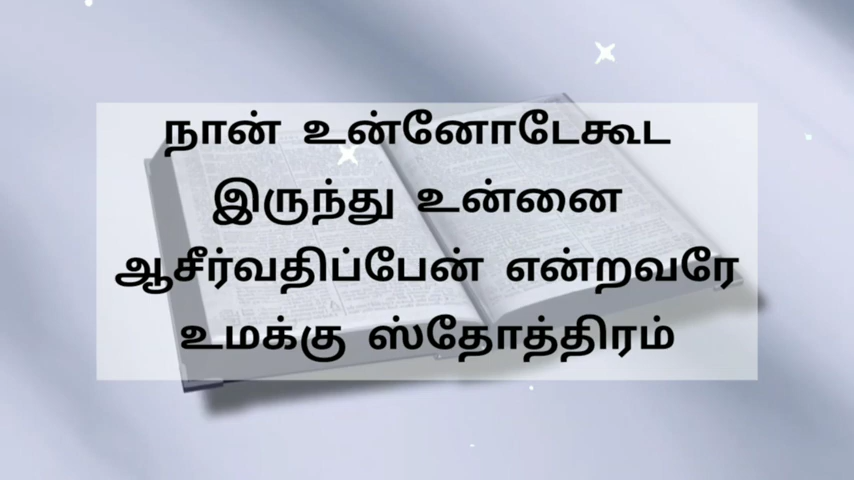 நான் உன்னோடேகூட
இருந்து உன்னை
ஆசீர்வதிப்பேன் என்றவரே
உமக்கு ஸ்தோத்திரம்